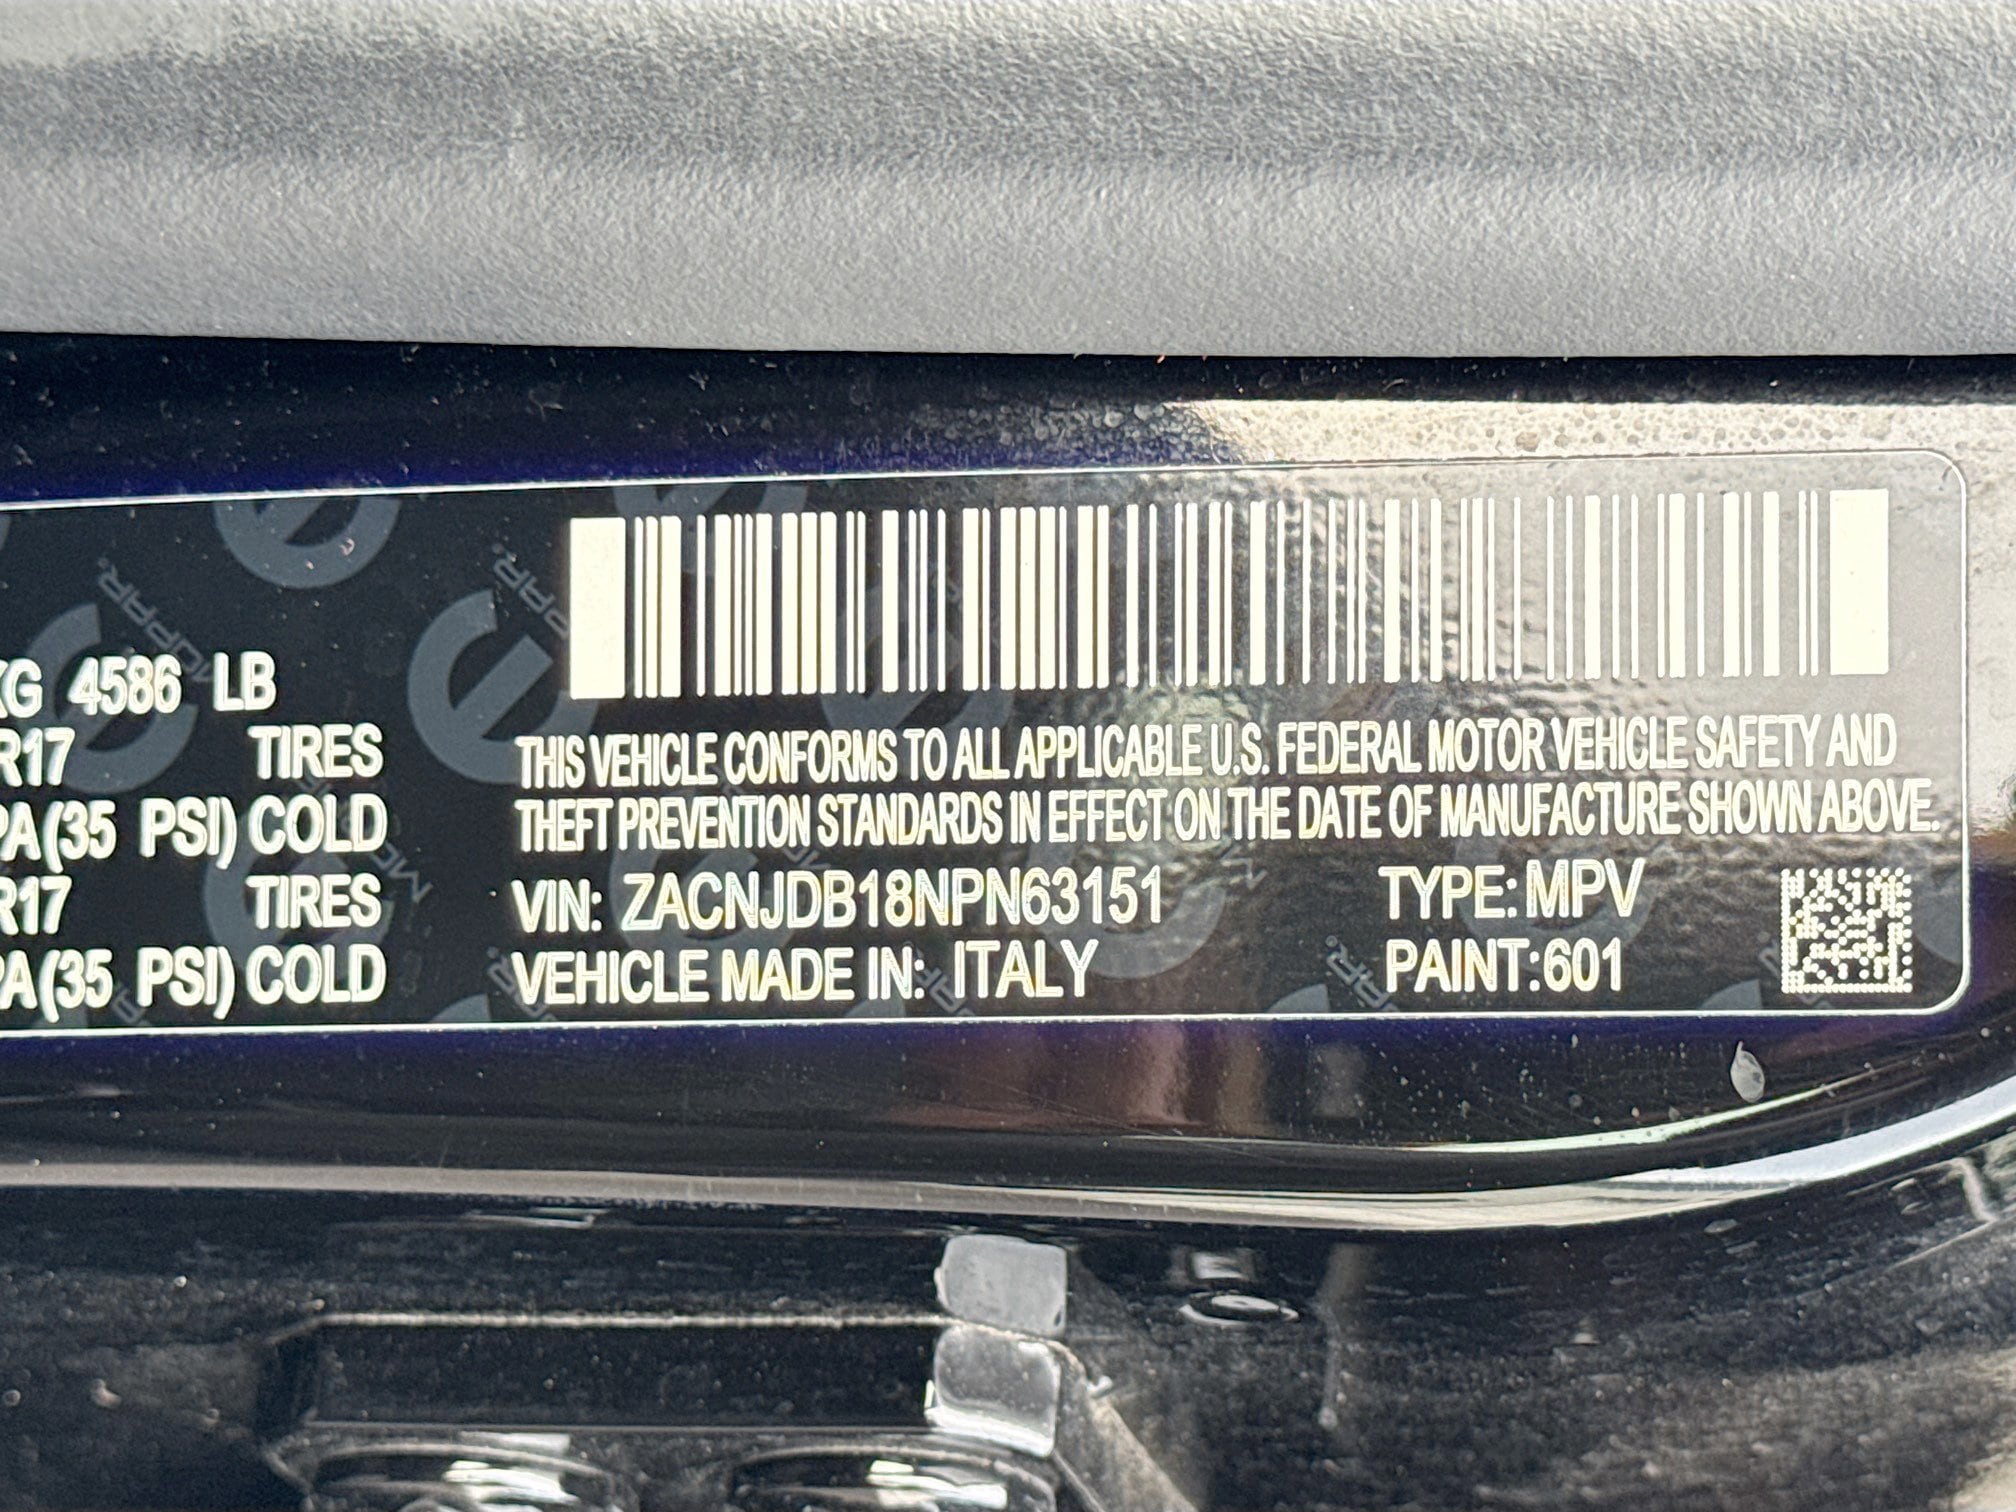 KG 4586 LB
R17 TIRES
PA (35 PSI) COLD
R17 TIRES
PA (35 PSI) COLD
THIS VEHICLE CONFORMS TO ALL APPLICABLE U.S. FEDERAL MOTOR VEHICLE SAFETY AND
THEFT PREVENTION STANDARDS IN EFFECT ON THE DATE OF MANUFACTURE SHOWN ABOVE.
VIN: ZACNJDB18NPN63151 TYPE: MPV
VEHICLE MADE IN: ITALY PAINT:601
MOPAR.